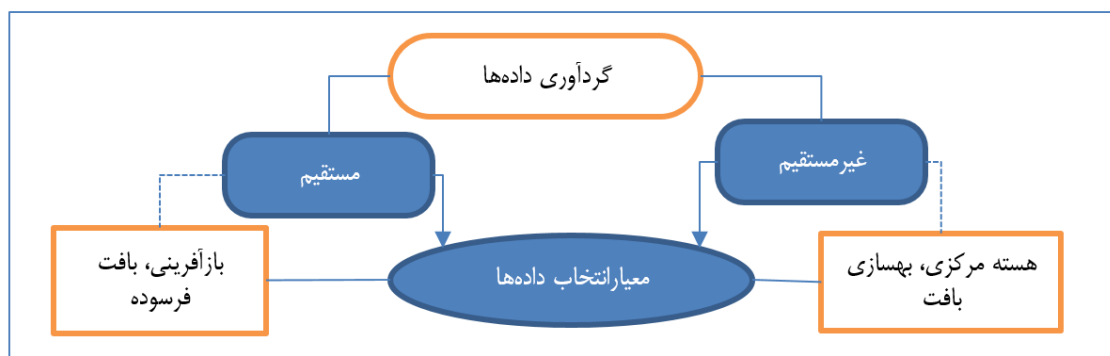 گردآوری داده‌ها
غیرمستقیم
مستقیم
هسته مرکزی، بهسازی
بافت
معیارانتخاب داده‌ها
بازآفرینی، بافت
فرسوده